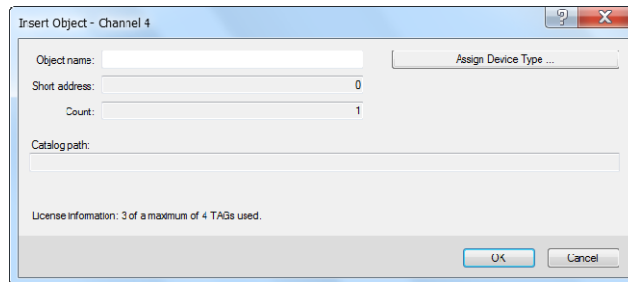 Insert Object - Channel 4
Object name:
Assign Device Type ...
Short address: 0
Count: 1
Catalog path:
License information: 3 of a maximum of 4 TAGs used.
OK Cancel